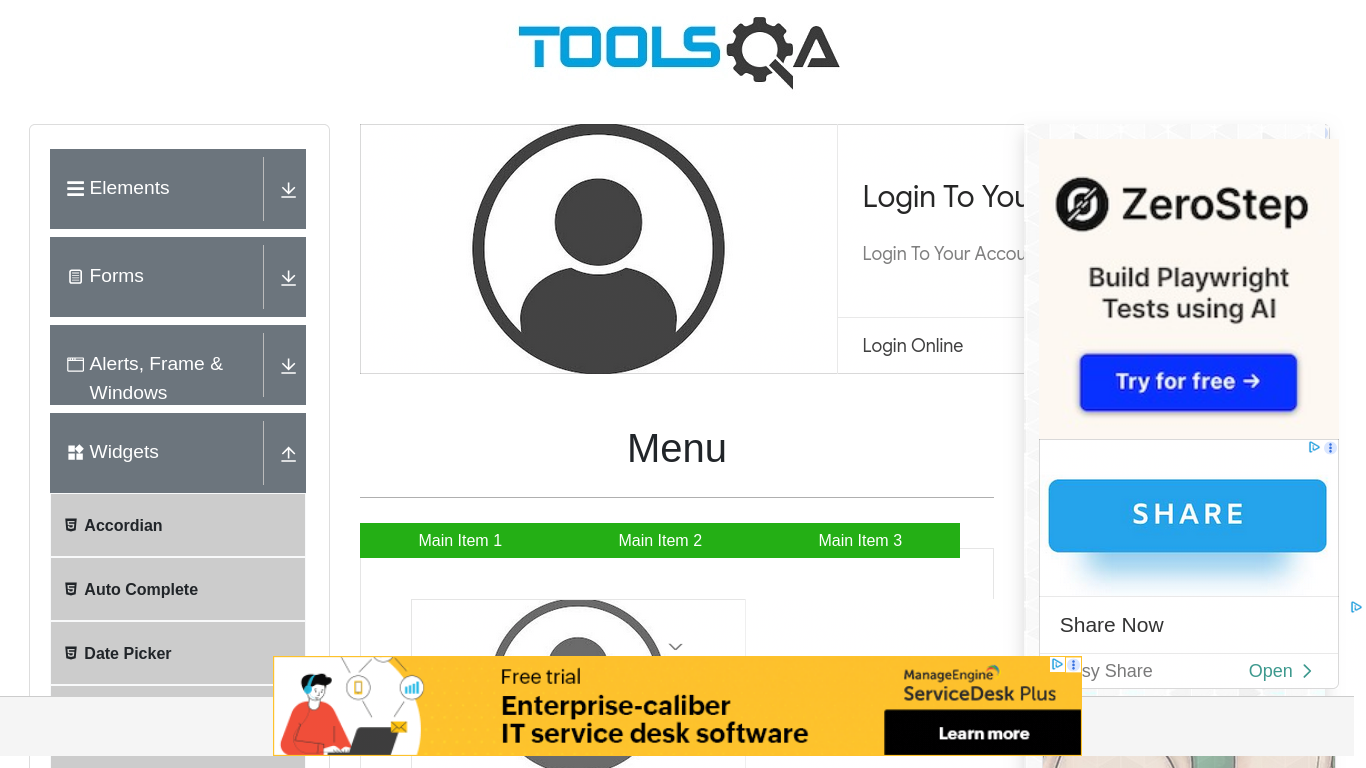 TOOLSQA
Elements
Forms
Alerts, Frame &
Windows
Widgets
Accordian
Auto Complete
Date Picker
Login To You
Login To Your Accou
Login Online
Menu
Main Item 1
Main Item 2
Main Item 3
ZeroStep
Build Playwright
Tests using AI
Try for free →
SHARE
Share Now
sy Share
Open
Free trial
Enterprise-caliber
IT service desk software
ManageEngine
ServiceDesk Plus
Learn more